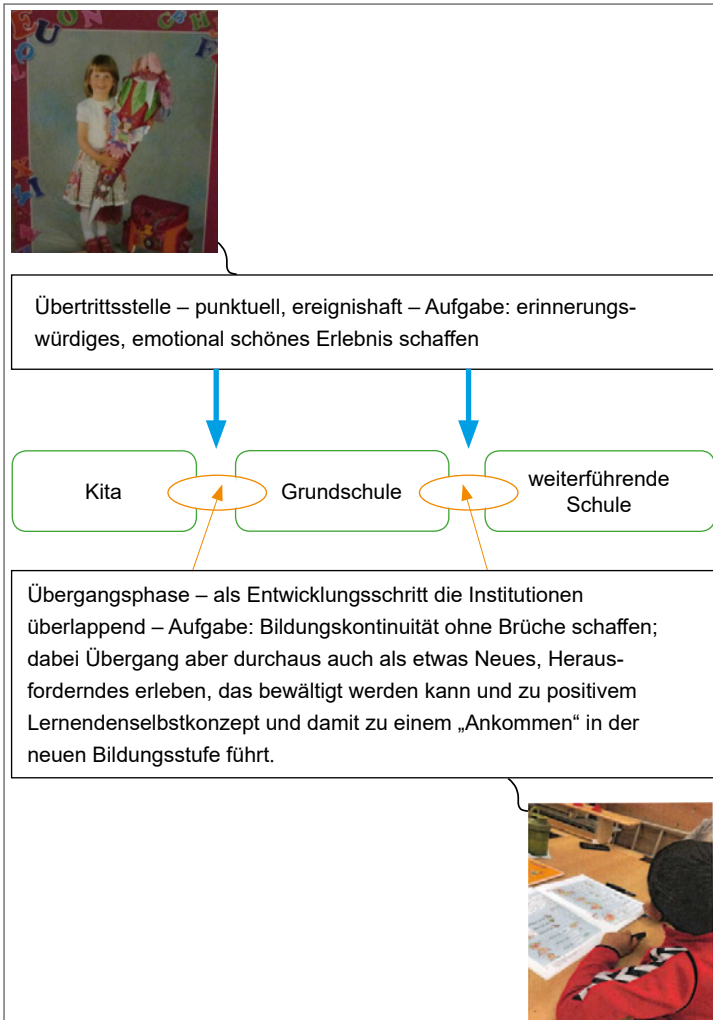 Übertrittsstelle – punktuell, ereignishaft – Aufgabe: erinnerungs-
würdiges, emotional schönes Erlebnis schaffen
Kita
Grundschule
weiterführende
Schule
Übergangsphase – als Entwicklungsschritt die Institutionen
überlappend – Aufgabe: Bildungskontinuität ohne Brüche schaffen;
dabei Übergang aber durchaus auch als etwas Neues, Heraus-
forderndes erleben, das bewältigt werden kann und zu positivem
Lernendenselbstkonzept und damit zu einem „Ankommen“ in der
neuen Bildungsstufe führt.